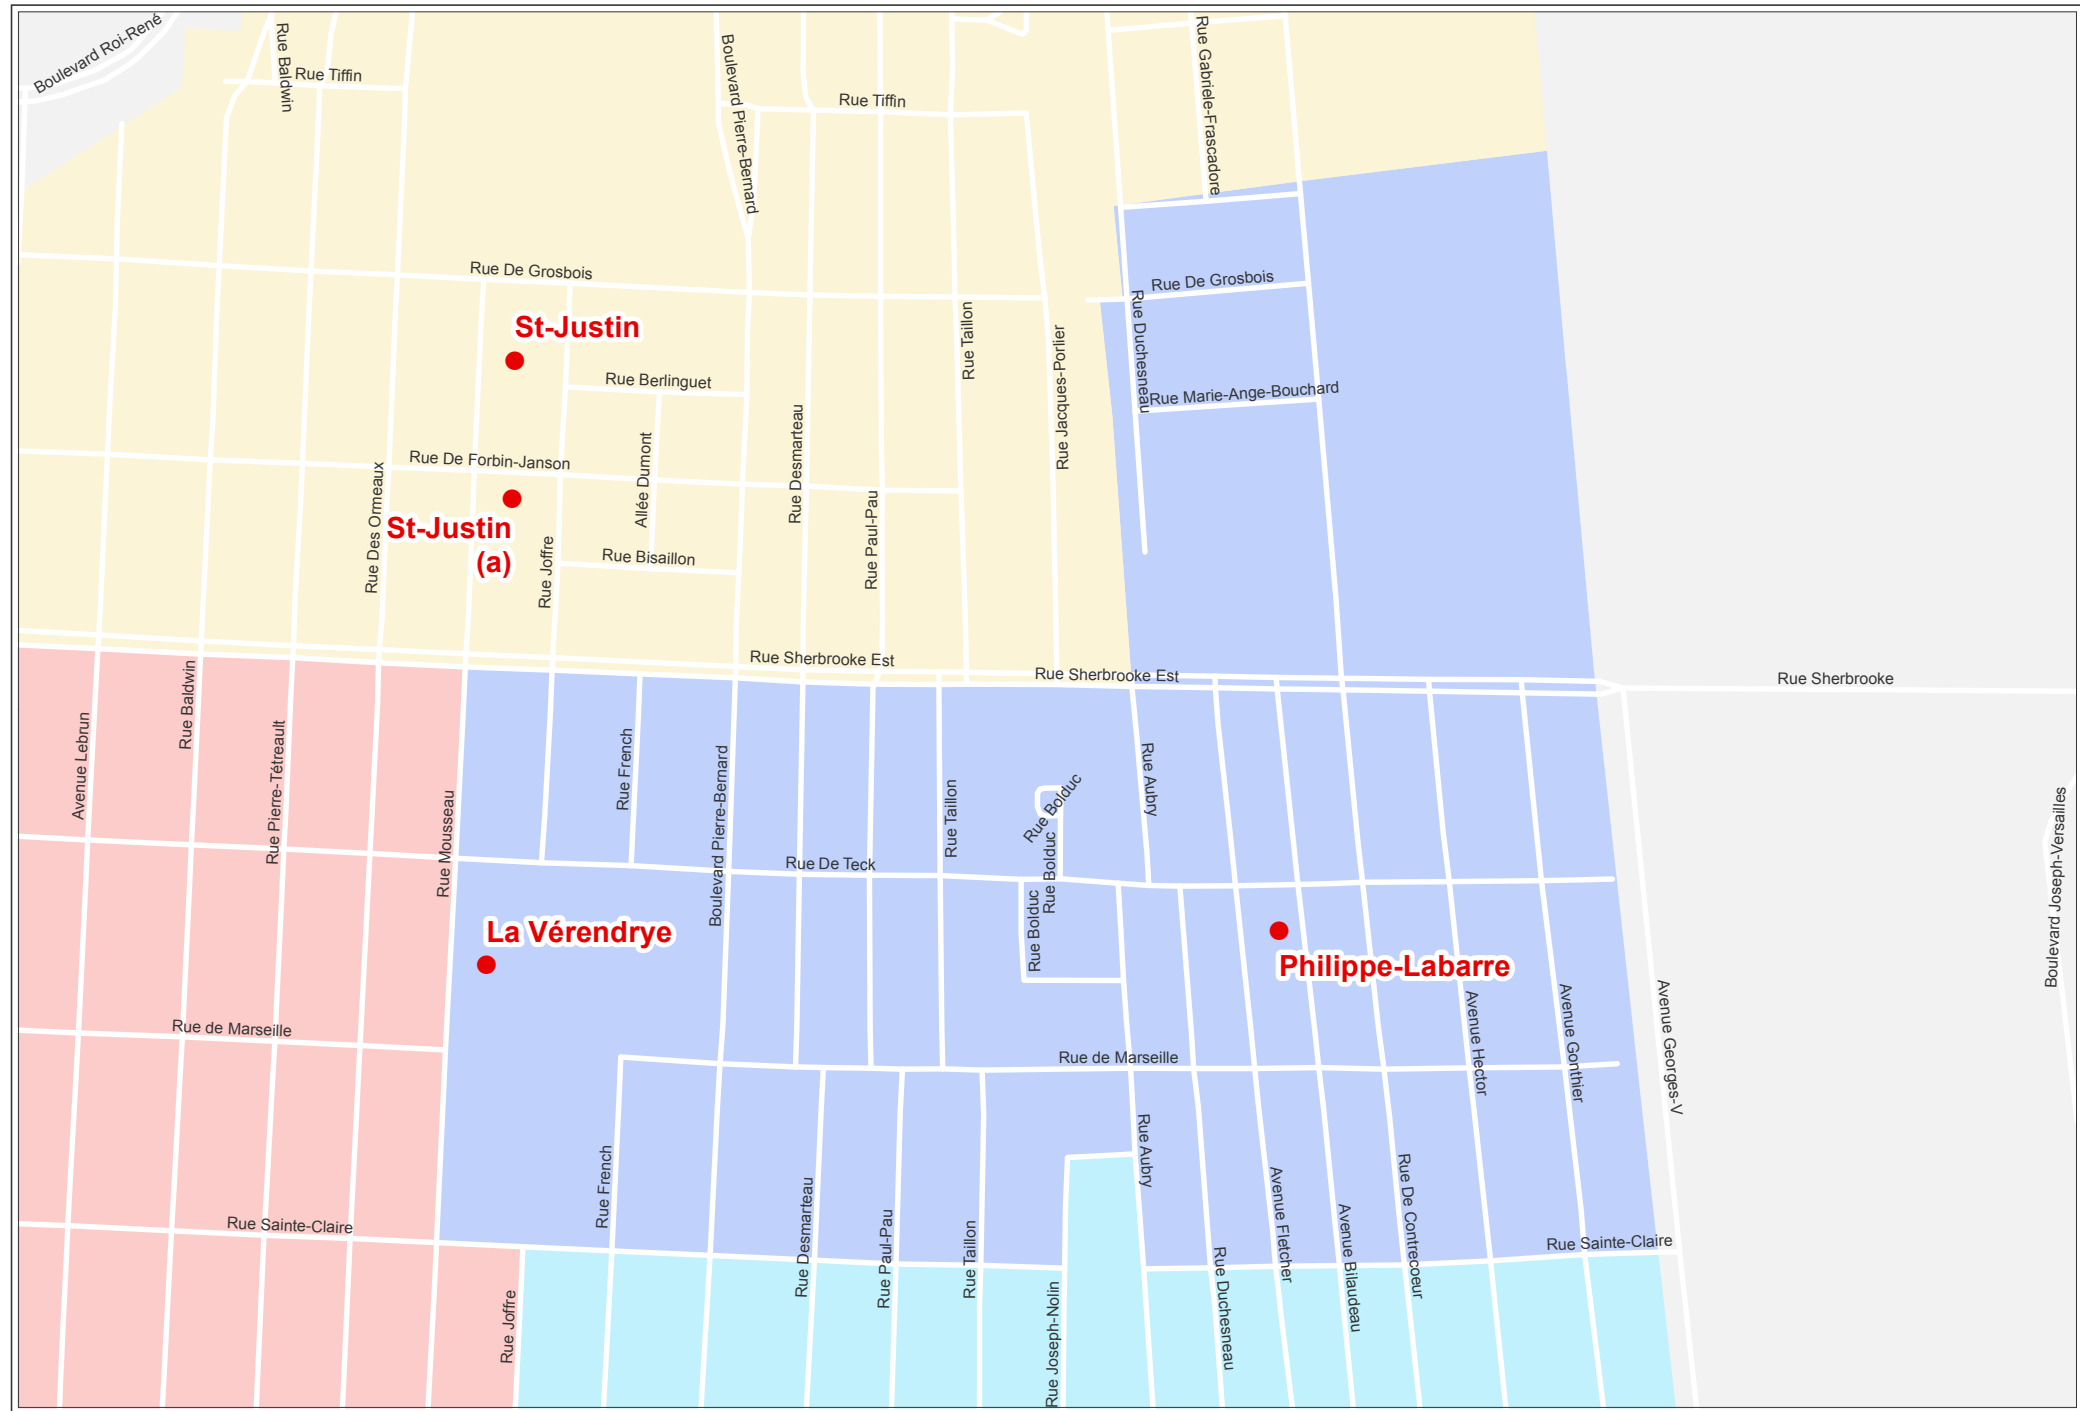 Boulevard Roi-René
Rue Baldwin
Rue Tiffin
Boulevard Pierre-Bernard
Rue Tiffin
Rue Gabriele-Frascadore
Rue De Grosbois
Rue De Grosbois
St-Justin
Rue Duchesneau
Rue Taillon
Rue Jacques-Porlier
Rue Berlinguet
Rue Marie-Ange-Bouchard
Rue Desmarteau
Allée Dumont
Rue De Forbin-Janson
Rue Des Ormeaux
Rue Paul-Pau
St-Justin
(a)
Rue Joffre
Rue Bisaillon
Rue Sherbrooke Est
Rue Sherbrooke Est
Rue Sherbrooke
Rue Baldwin
Avenue Lebrun
Rue Pierre-Tétreault
Rue French
Boulevard Pierre-Bernard
Rue Mousseau
Rue Taillon
Rue Bolduc
Rue Aubry
Rue Bolduc
Rue De Teck
Boulevard Joseph-Versailles
Rue Bolduc
La Vérendrye
Philippe-Labarre
Avenue Georges-V
Avenue Hector
Avenue Gonthier
Rue de Marseille
Rue de Marseille
Rue French
Rue Aubry
Rue Desmarteau
Rue Paul-Pau
Rue Taillon
Avenue Fletcher
Rue De Contrecoeur
Avenue Bilaudeau
Rue Sainte-Claire
Rue Sainte-Claire
Rue Duchesneau
Rue Joffre
Rue Joseph-Nolin